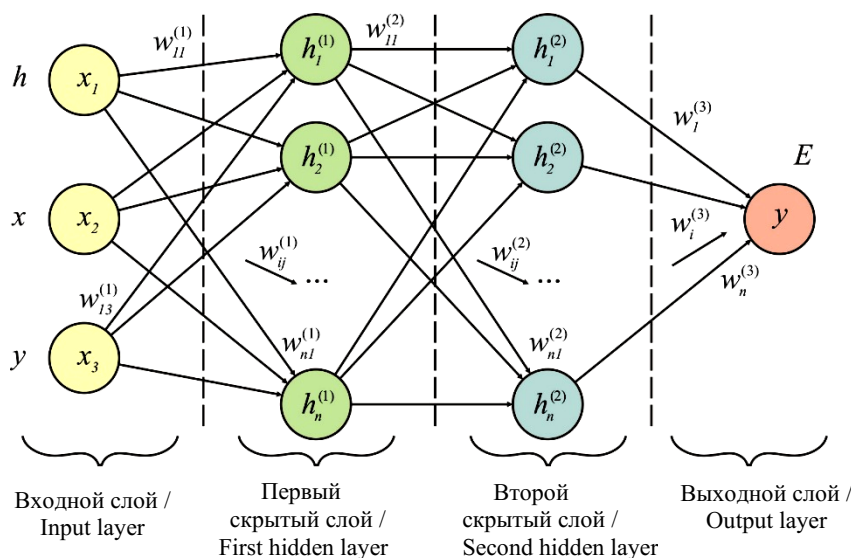 w₁₁⁽¹⁾
w₁₁⁽²⁾
h x₁ h₁⁽¹⁾ h₁⁽²⁾
w₁⁽³⁾
h₂⁽¹⁾ h₂⁽²⁾ E
x x₂ wᵢ⁽³⁾ y
wᵢⱼ⁽¹⁾ ... wᵢⱼ⁽²⁾ ...
w₁₃⁽¹⁾ wₙ⁽³⁾
y x₃ wₙ₁⁽¹⁾ wₙ₁⁽²⁾
hₙ⁽¹⁾ hₙ⁽²⁾
Входной слой /
Input layer
Первый
скрытый слой /
First hidden layer
Второй
скрытый слой /
Second hidden layer
Выходной слой /
Output layer